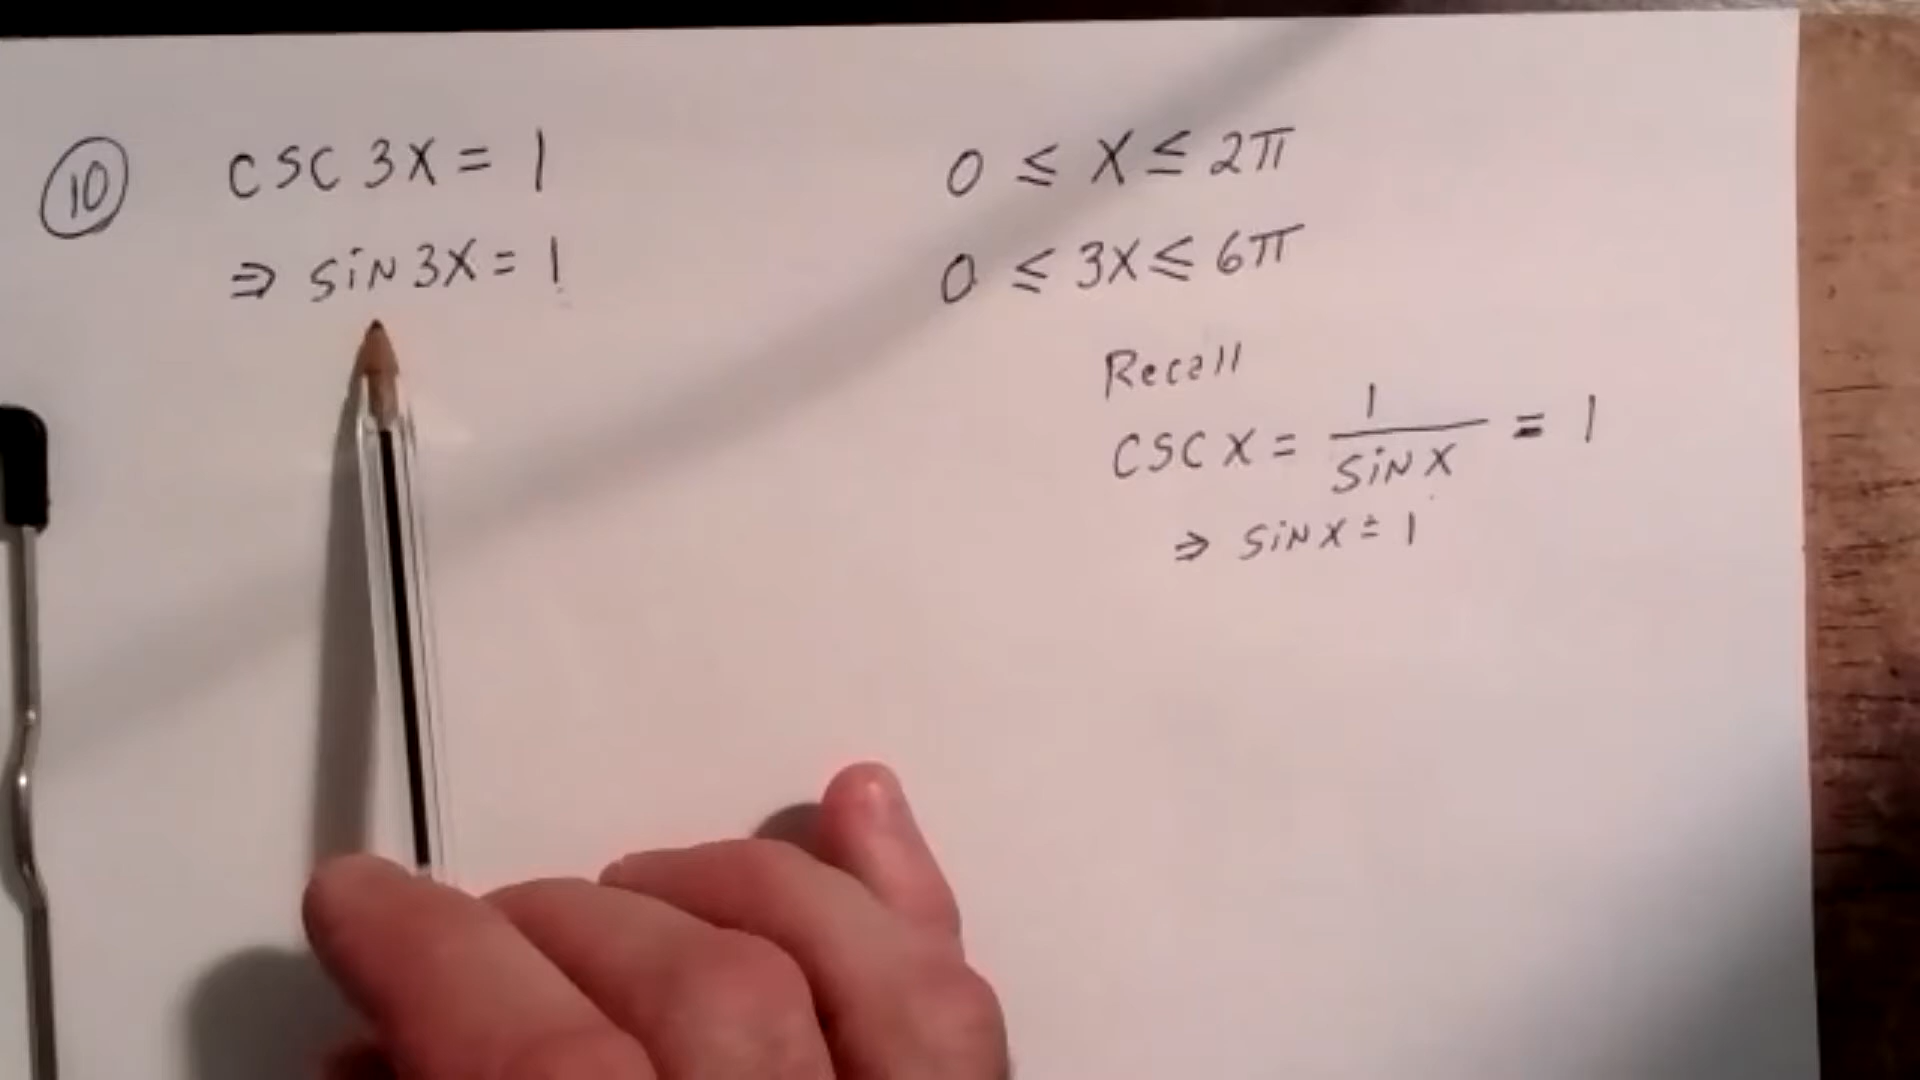 ⑩ csc 3x = 1
⇒ sin 3x = 1
0 ≤ x ≤ 2π
0 ≤ 3x ≤ 6π
Recall
csc x = 1/sin x = 1
⇒ sin x = 1